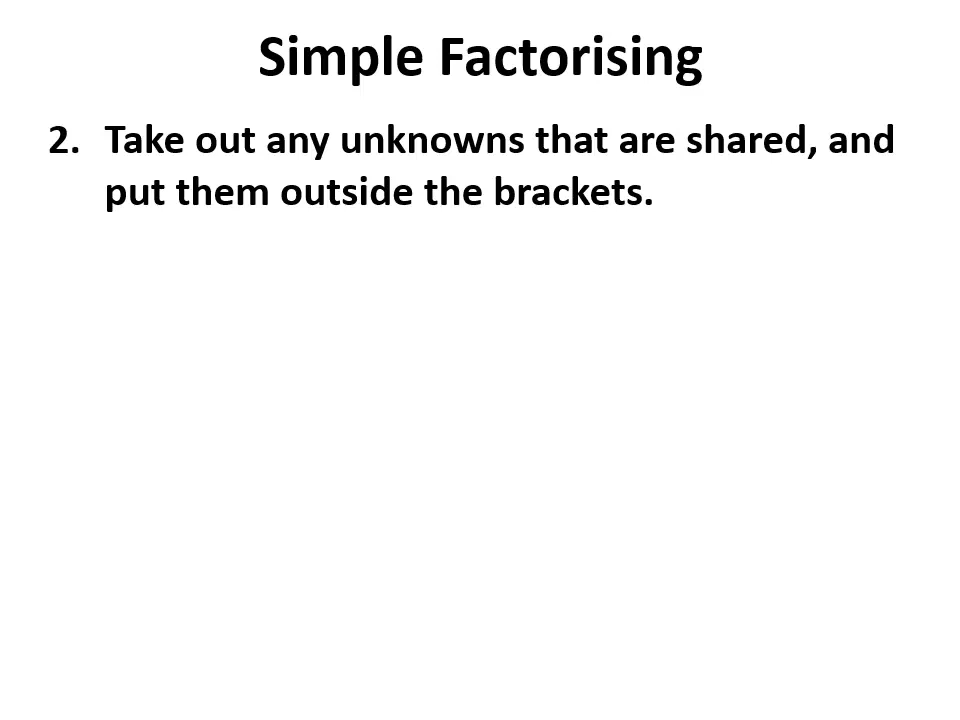 Simple Factorising
2. Take out any unknowns that are shared, and
put them outside the brackets.